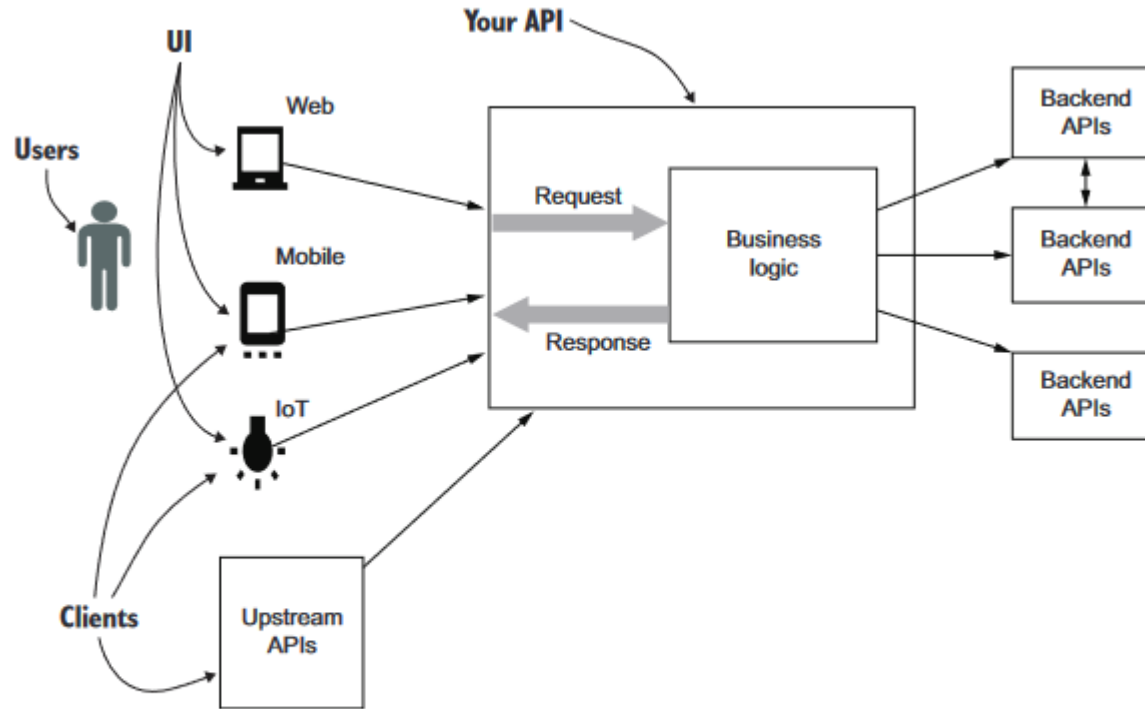 Your API
UI
Web
Backend
APIs
Users
Request
Business
logic
Mobile
Backend
APIs
Response
Backend
APIs
IoT
Clients
Upstream
APIs